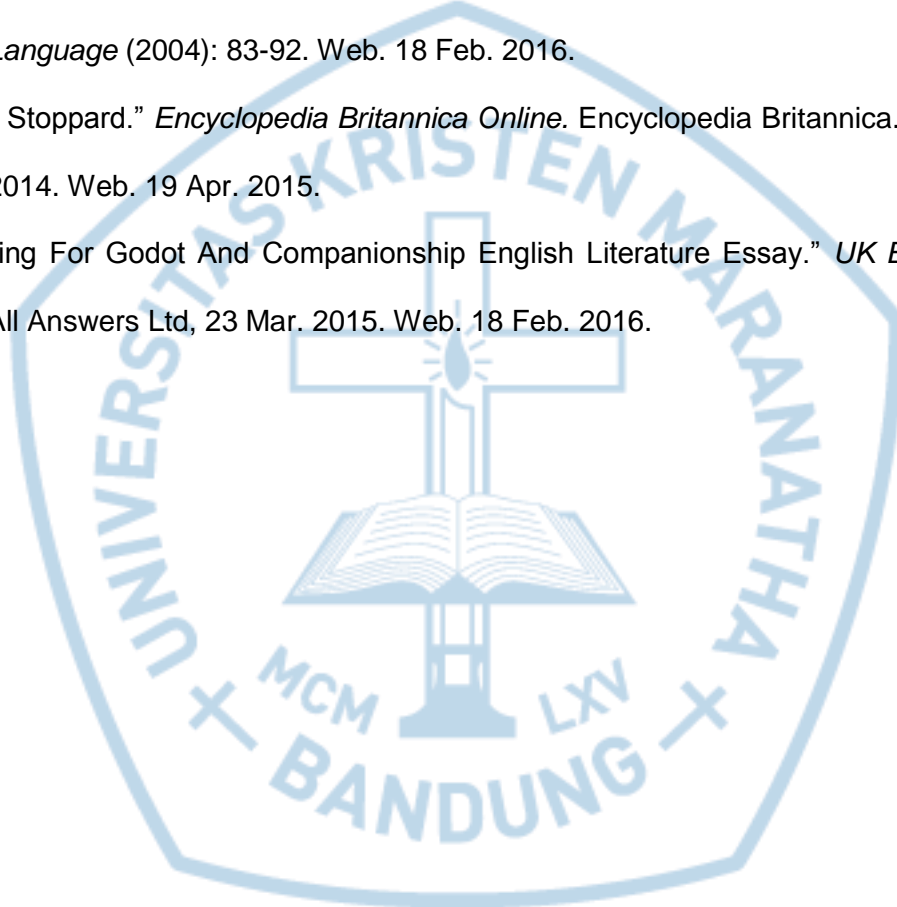 Language (2004): 83-92. Web. 18 Feb. 2016.
Stoppard.” Encyclopedia Britannica Online. Encyclopedia Britannica.
2014. Web. 19 Apr. 2015.
ing For Godot And Companionship English Literature Essay.” UK E
All Answers Ltd, 23 Mar. 2015. Web. 18 Feb. 2016.
UNIVERSITAS KRISTEN MARANATHA
MCM LXV
BANDUNG